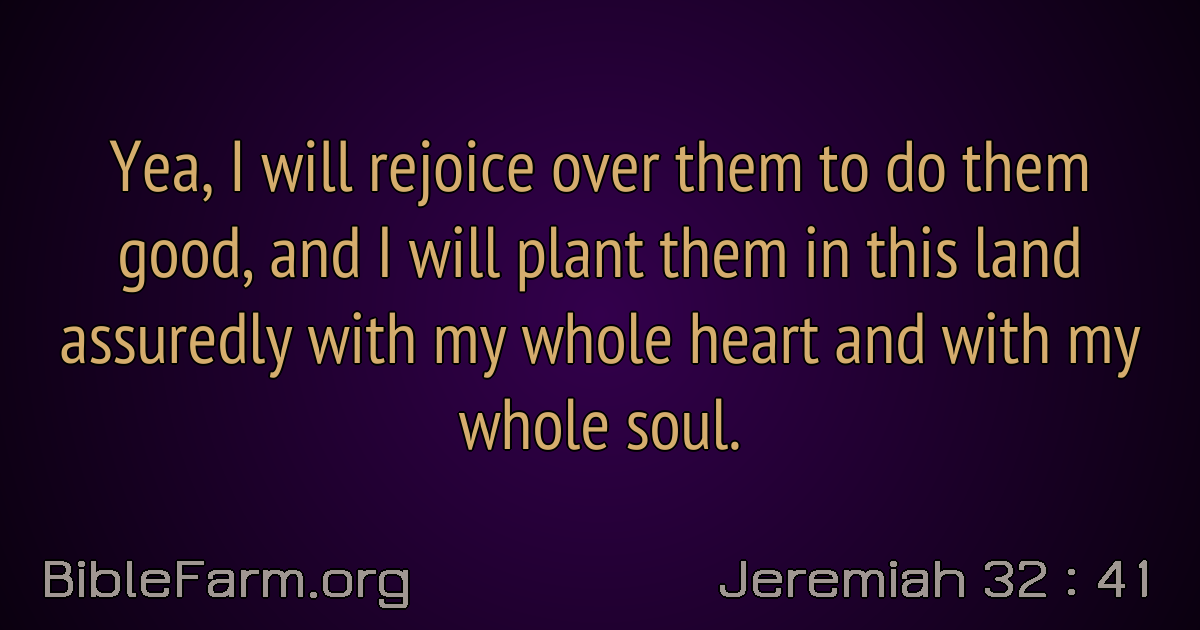 Yea, I will rejoice over them to do them
good, and I will plant them in this land
assuredly with my whole heart and with my
whole soul.
BibleFarm.org
Jeremiah 32 : 41